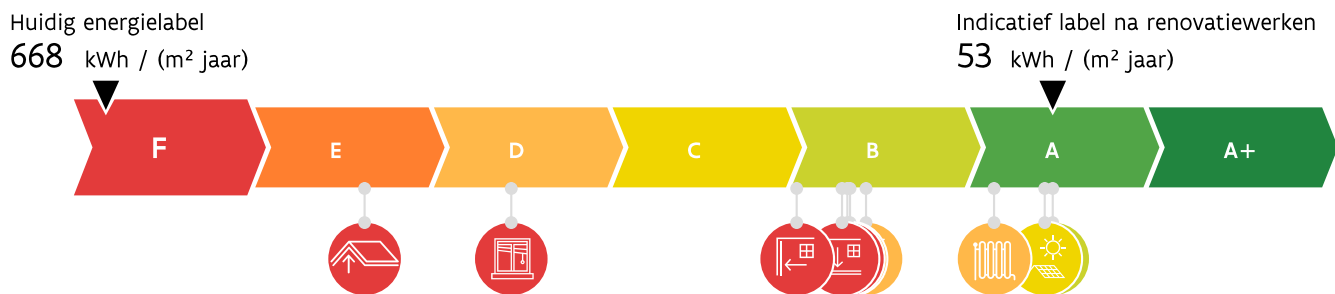 Huidig energielabel
668 kWh / (m² jaar)
Indicatief label na renovatiewerken
53 kWh / (m² jaar)
F E D C B A A+